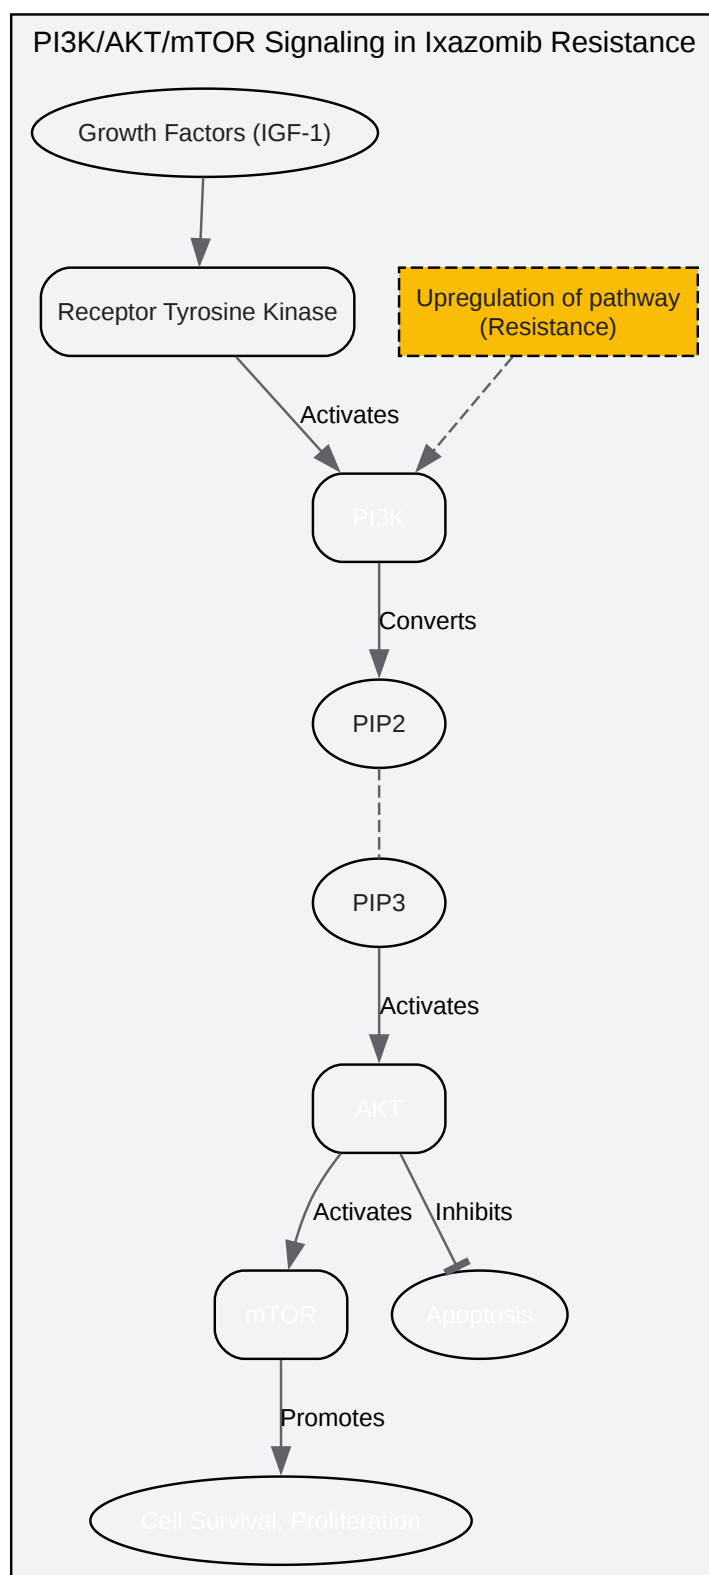 PI3K/AKT/mTOR Signaling in Ixazomib Resistance
Growth Factors (IGF-1)
Receptor Tyrosine Kinase
Upregulation of pathway
(Resistance)
Activates
PI3K
Converts
PIP2
PIP3
Activates
AKT
Activates
Inhibits
mTOR
Apoptosis
Promotes
Cell Survival, Proliferation